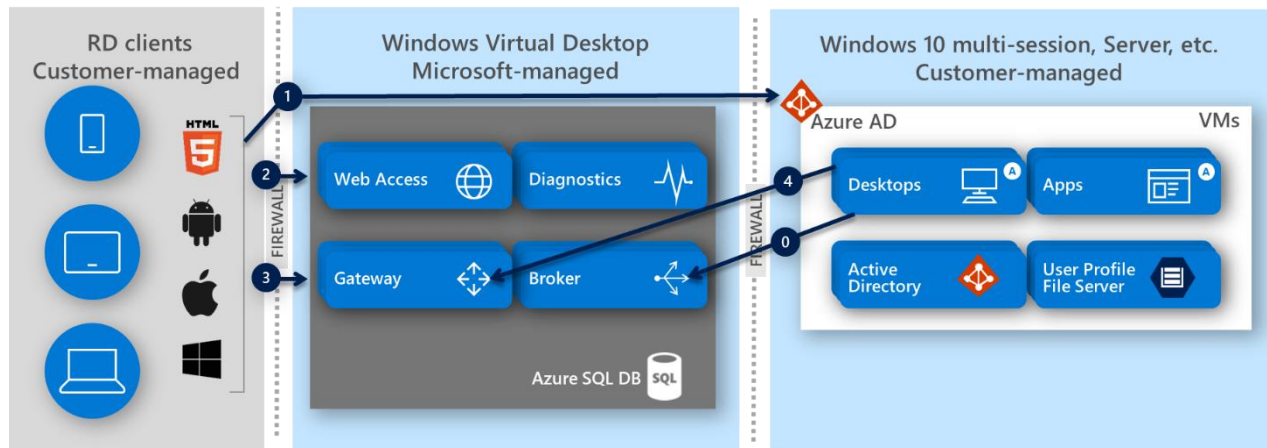 RD clients
Customer-managed
HTML
5
FIREWALL
Windows Virtual Desktop
Microsoft-managed
1
2
3
Web Access
Diagnostics
Gateway
Broker
Azure SQL DB
SQL
4
0
FIREWALL
Windows 10 multi-session, Server, etc.
Customer-managed
Azure AD
VMs
Desktops
A
Apps
A
Active
Directory
User Profile
File Server